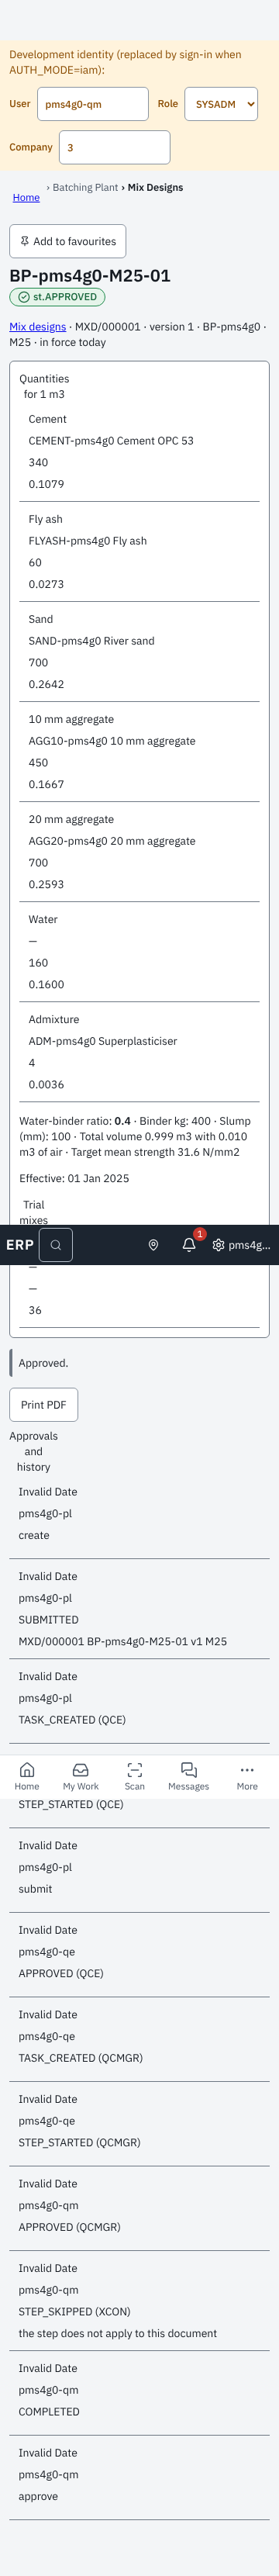 Development identity (replaced by sign-in when
AUTH_MODE=iam):
User pms4g0-qm Role SYSADM
Company 3
Home › Batching Plant › Mix Designs
Add to favourites
BP-pms4g0-M25-01
st.APPROVED
Mix designs · MXD/000001 · version 1 · BP-pms4g0 ·
M25 · in force today
Quantities
for 1 m3
Cement
CEMENT-pms4g0 Cement OPC 53
340
0.1079
Fly ash
FLYASH-pms4g0 Fly ash
60
0.0273
Sand
SAND-pms4g0 River sand
700
0.2642
10 mm aggregate
AGG10-pms4g0 10 mm aggregate
450
0.1667
20 mm aggregate
AGG20-pms4g0 20 mm aggregate
700
0.2593
Water
—
160
0.1600
Admixture
ADM-pms4g0 Superplasticiser
4
0.0036
Water-binder ratio: 0.4 · Binder kg: 400 · Slump
(mm): 100 · Total volume 0.999 m3 with 0.010
m3 of air · Target mean strength 31.6 N/mm2
Effective: 01 Jan 2025
Trial
mixes
ERP 1 pms4g...
—
—
36
Approved.
Print PDF
Approvals
and
history
Invalid Date
pms4g0-pl
create
Invalid Date
pms4g0-pl
SUBMITTED
MXD/000001 BP-pms4g0-M25-01 v1 M25
Invalid Date
pms4g0-pl
TASK_CREATED (QCE)
Home My Work Scan Messages More
STEP_STARTED (QCE)
Invalid Date
pms4g0-pl
submit
Invalid Date
pms4g0-qe
APPROVED (QCE)
Invalid Date
pms4g0-qe
TASK_CREATED (QCMGR)
Invalid Date
pms4g0-qe
STEP_STARTED (QCMGR)
Invalid Date
pms4g0-qm
APPROVED (QCMGR)
Invalid Date
pms4g0-qm
STEP_SKIPPED (XCON)
the step does not apply to this document
Invalid Date
pms4g0-qm
COMPLETED
Invalid Date
pms4g0-qm
approve